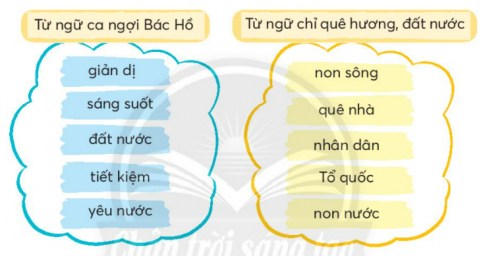 Từ ngữ ca ngợi Bác Hồ
giản dị
sáng suốt
đất nước
tiết kiệm
yêu nước
Từ ngữ chỉ quê hương, đất nước
non sông
quê nhà
nhân dân
Tổ quốc
non nước
Chân trời sáng tạo